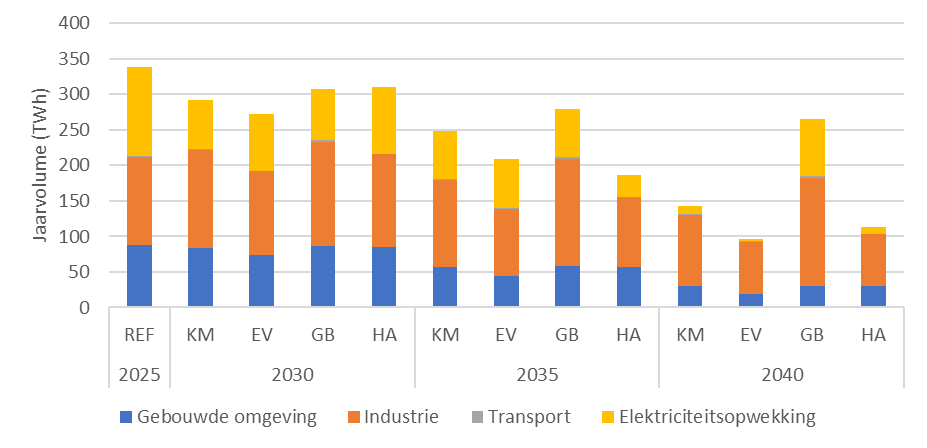 Jaarvolume (TWh)
400
350
300
250
200
150
100
50
0
REF KM EV GB HA KM EV GB HA KM EV GB HA
2025 2030 2035 2040
Gebouwde omgeving Industrie Transport Elektriciteitsopwekking